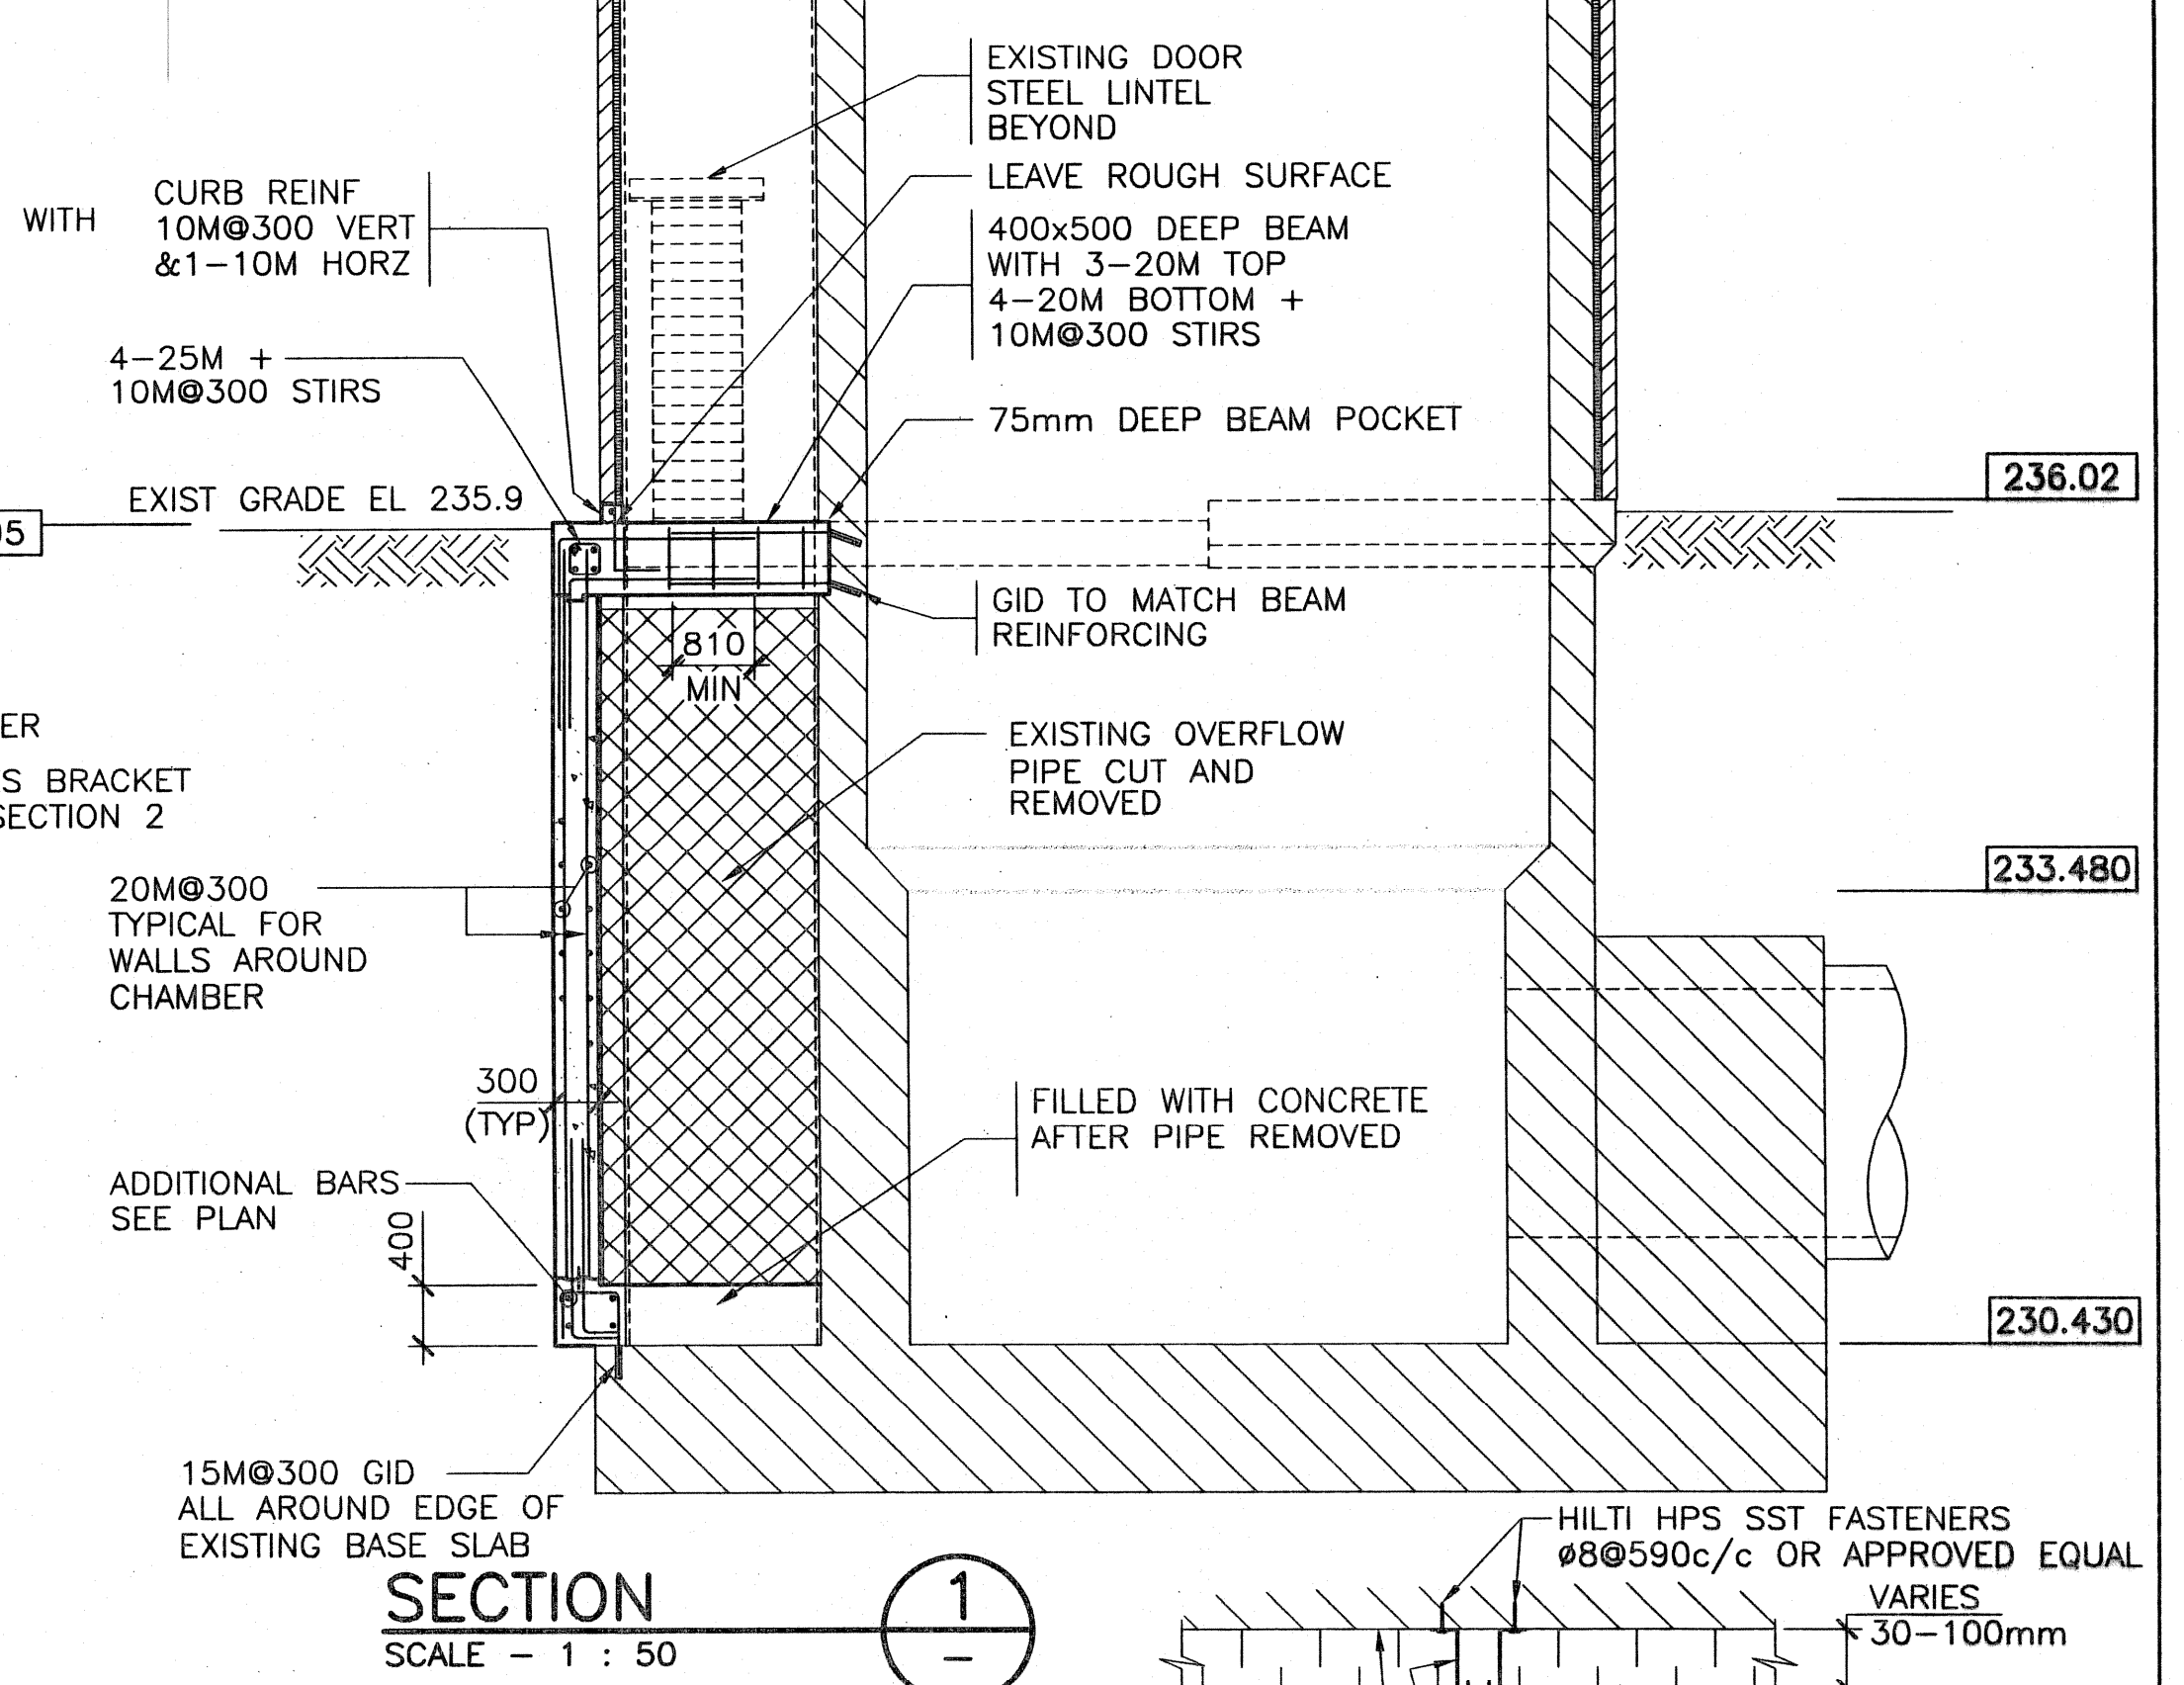 EXISTING DOOR
STEEL LINTEL
BEYOND
LEAVE ROUGH SURFACE
WITH
CURB REINF
10M@300 VERT
&1-10M HORZ
400x500 DEEP BEAM
WITH 3-20M TOP
4-20M BOTTOM +
10M@300 STIRS
4-25M +
10M@300 STIRS
75mm DEEP BEAM POCKET
236.02
EXIST GRADE EL 235.9
GID TO MATCH BEAM
REINFORCING
810
MIN
ER
EXISTING OVERFLOW
PIPE CUT AND
REMOVED
S BRACKET
SECTION 2
233.480
20M@300
TYPICAL FOR
WALLS AROUND
CHAMBER
300
(TYP)
FILLED WITH CONCRETE
AFTER PIPE REMOVED
ADDITIONAL BARS
SEE PLAN
400
230.430
15M@300 GID
ALL AROUND EDGE OF
EXISTING BASE SLAB
HILTI HPS SST FASTENERS
ø8@590c/c OR APPROVED EQUAL
VARIES
30-100mm
SECTION
1
-
SCALE - 1 : 50